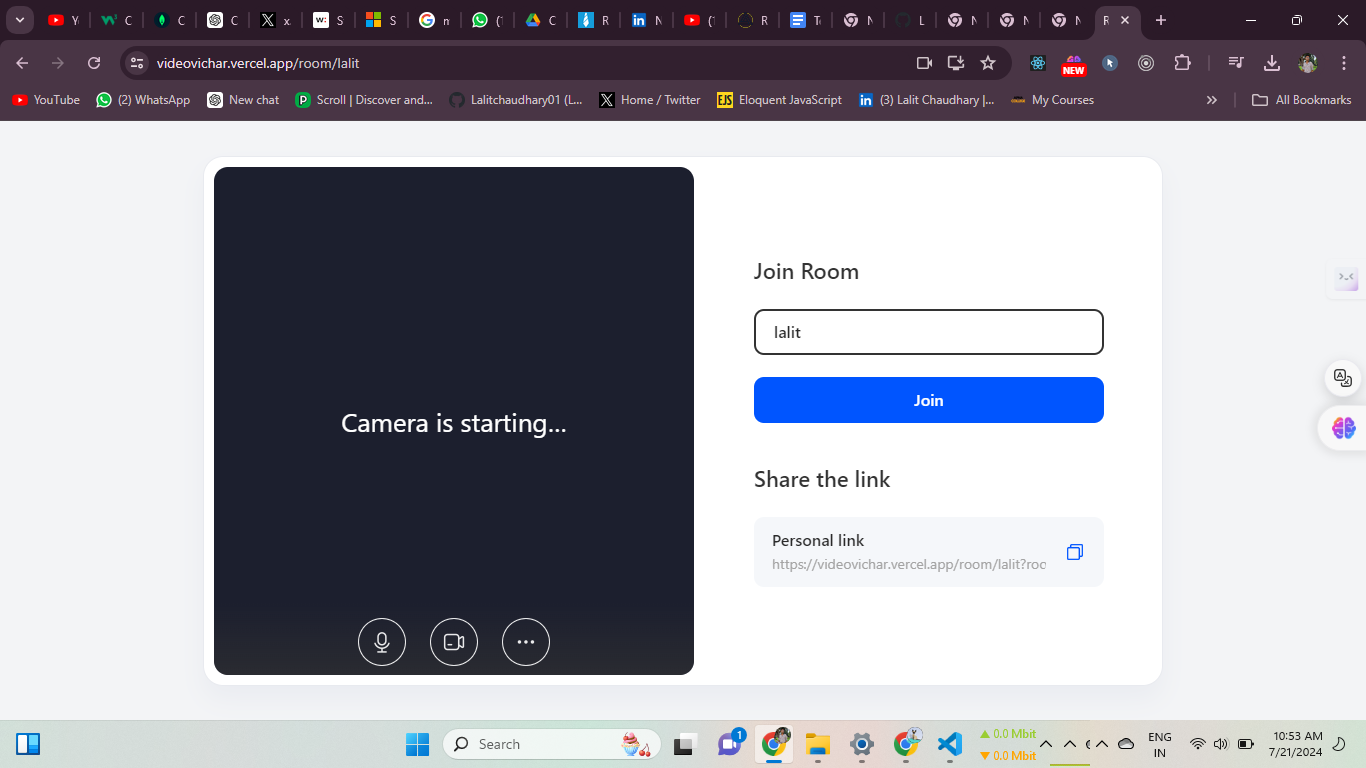 Y
C
C
C
x
S
S
n
(1
C
R
N
(1
R
T
N
L
N
N
N
R
videovichar.vercel.app/room/lalit
NEW
YouTube
(2) WhatsApp
New chat
Scroll | Discover and...
Lalitchaudhary01 (L...
Home / Twitter
EJS
Eloquent JavaScript
(3) Lalit Chaudhary |...
My Courses
All Bookmarks
Camera is starting...
Join Room
lalit
Join
Share the link
Personal link
https://videovichar.vercel.app/room/lalit?roo
Search
1
0.0 Mbit
0.0 Mbit
ENG
IN
10:53 AM
7/21/2024